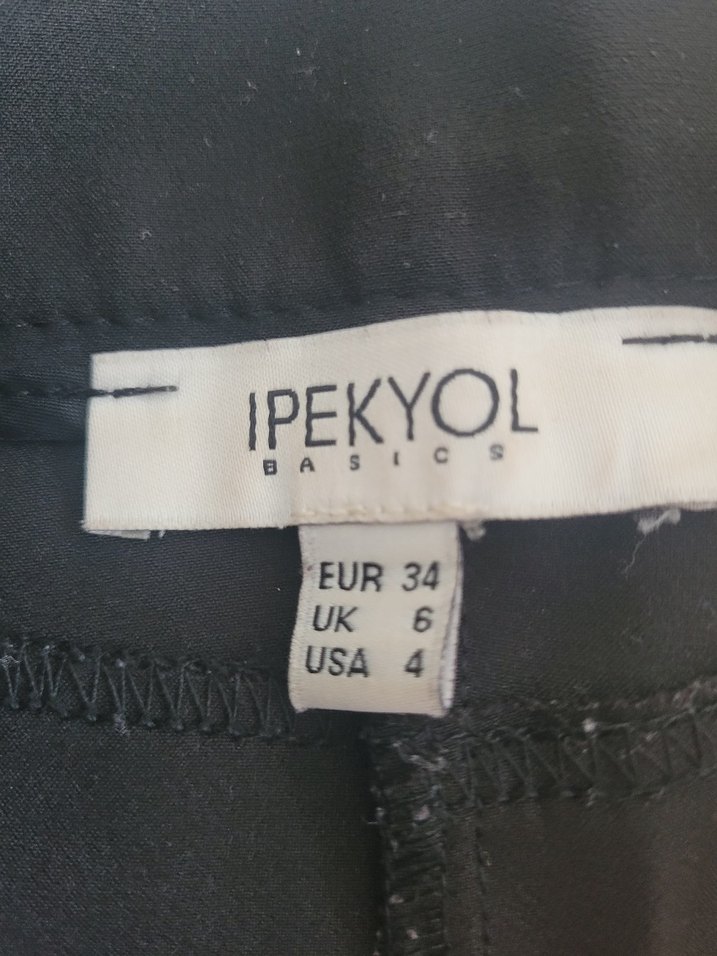 IPEKYOL
BASICS
EUR 34
UK 6
USA 4